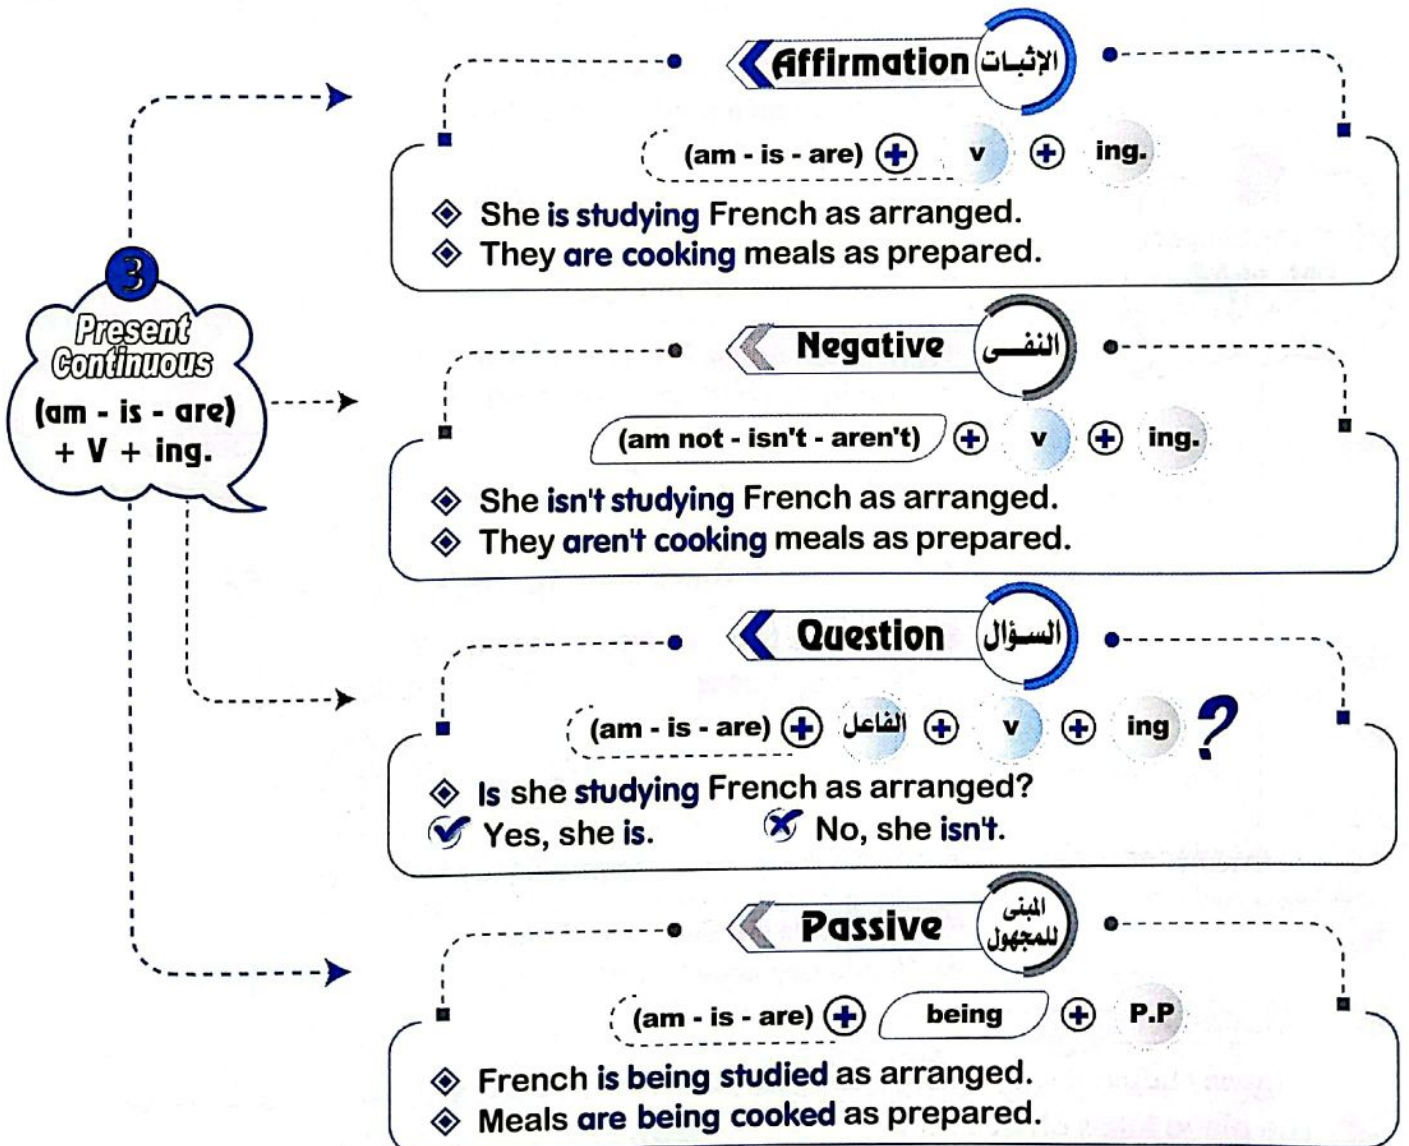 3
Present
Continuous
(am - is - are)
+ V + ing.
Affirmation الإثبات
(am - is - are) + v + ing.
She is studying French as arranged.
They are cooking meals as prepared.
Negative النفـــى
(am not - isn't - aren't) + v + ing.
She isn't studying French as arranged.
They aren't cooking meals as prepared.
Question السـؤال
(am - is - are) + الفاعل + v + ing ?
Is she studying French as arranged?
Yes, she is. No, she isn't.
Passive المبنى للمجهول
(am - is - are) + being + P.P
French is being studied as arranged.
Meals are being cooked as prepared.